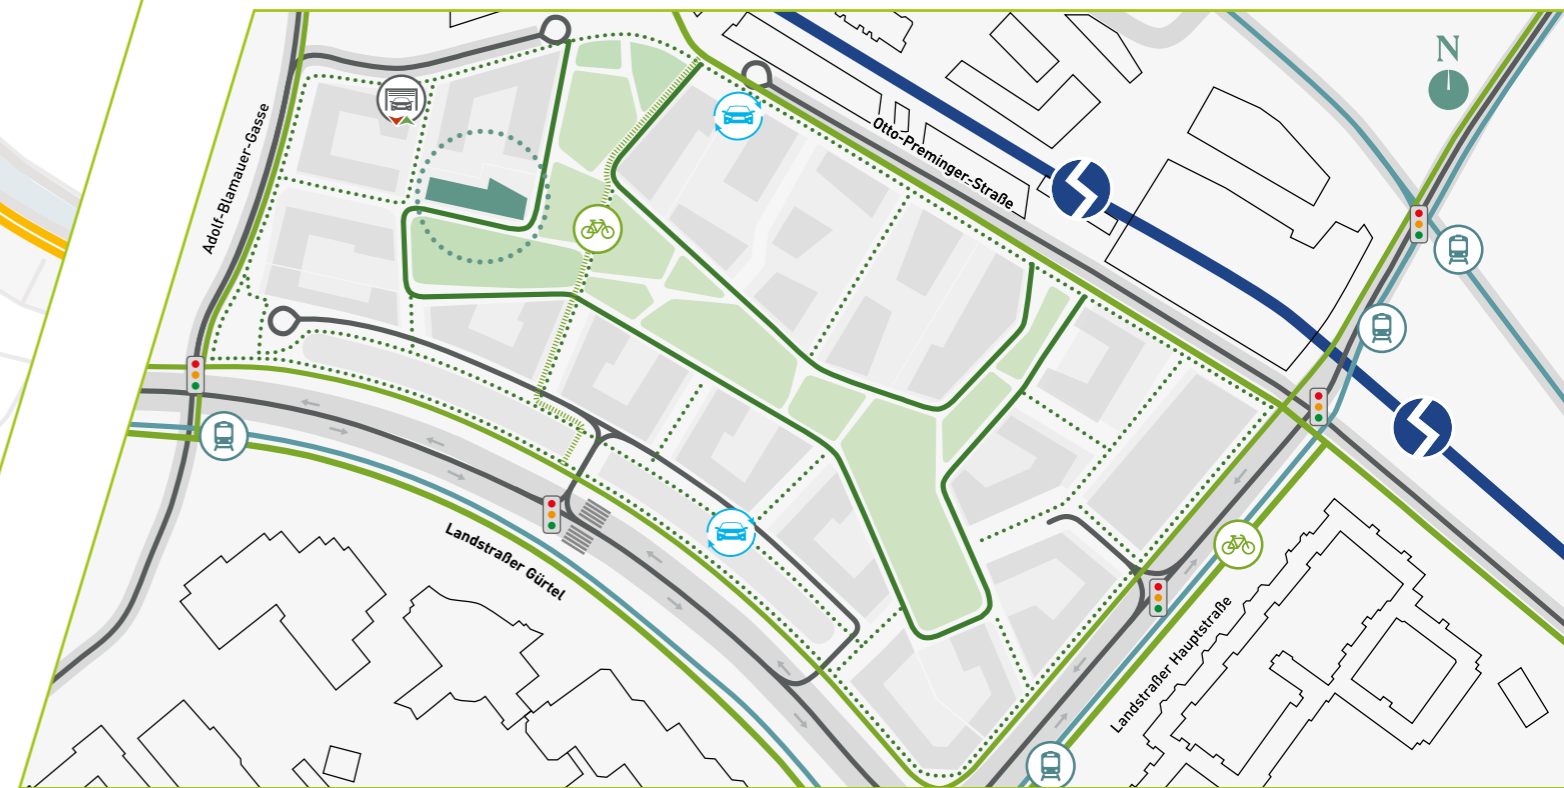 N
Otto-Preminger-Straße
Adolf-Blamauer-Gasse
Landstraßer Gürtel
Landstraßer Hauptstraße